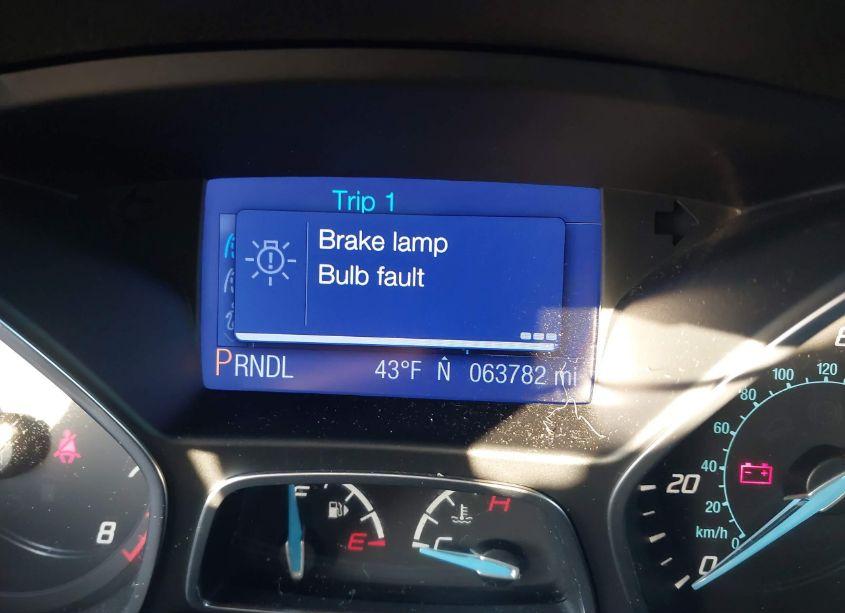 Trip 1
Brake lamp
Bulb fault
PRNDL 43°F N̂ 063782 mi
8
F
E
H
C
20
0
120
100
80
60
40
20
0
km/h